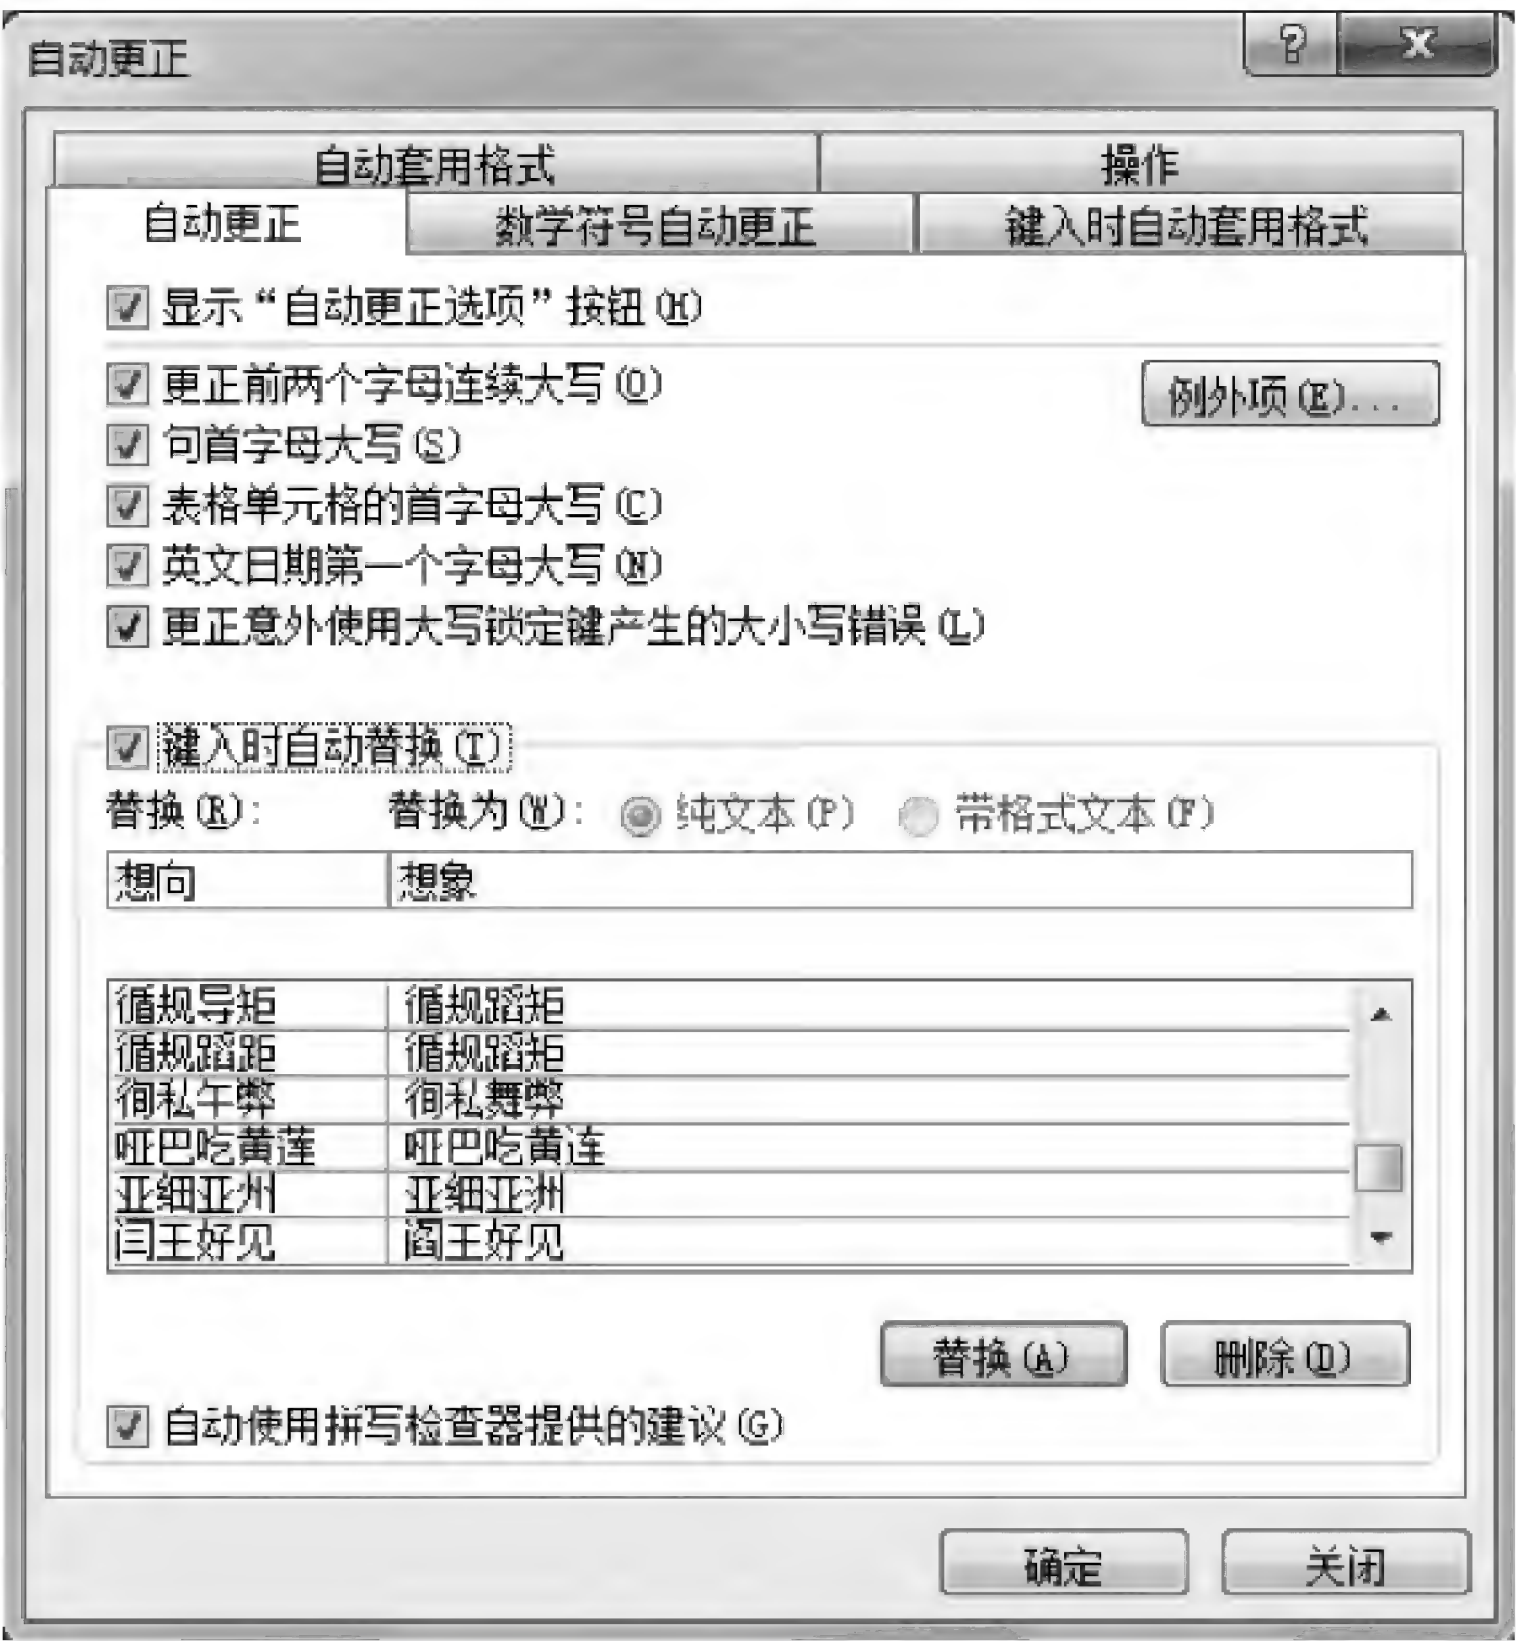 自动更正
自动套用格式 操作
自动更正 数学符号自动更正 键入时自动套用格式
显示“自动更正选项”按钮(H)
更正前两个字母连续大写(O)
例外项(E)...
句首字母大写(S)
表格单元格的首字母大写(C)
英文日期第一个字母大写(N)
更正意外使用大写锁定键产生的大小写错误(L)
键入时自动替换(T)
替换(R): 替换为(W): 纯文本(P) 带格式文本(F)
想向 想象
循规导矩 循规蹈矩
循规蹈距 循规蹈矩
徇私午弊 徇私舞弊
哑巴吃黄莲 哑巴吃黄连
亚细亚州 亚细亚洲
闫王好见 阎王好见
替换(A) 删除(D)
自动使用拼写检查器提供的建议(G)
确定 关闭